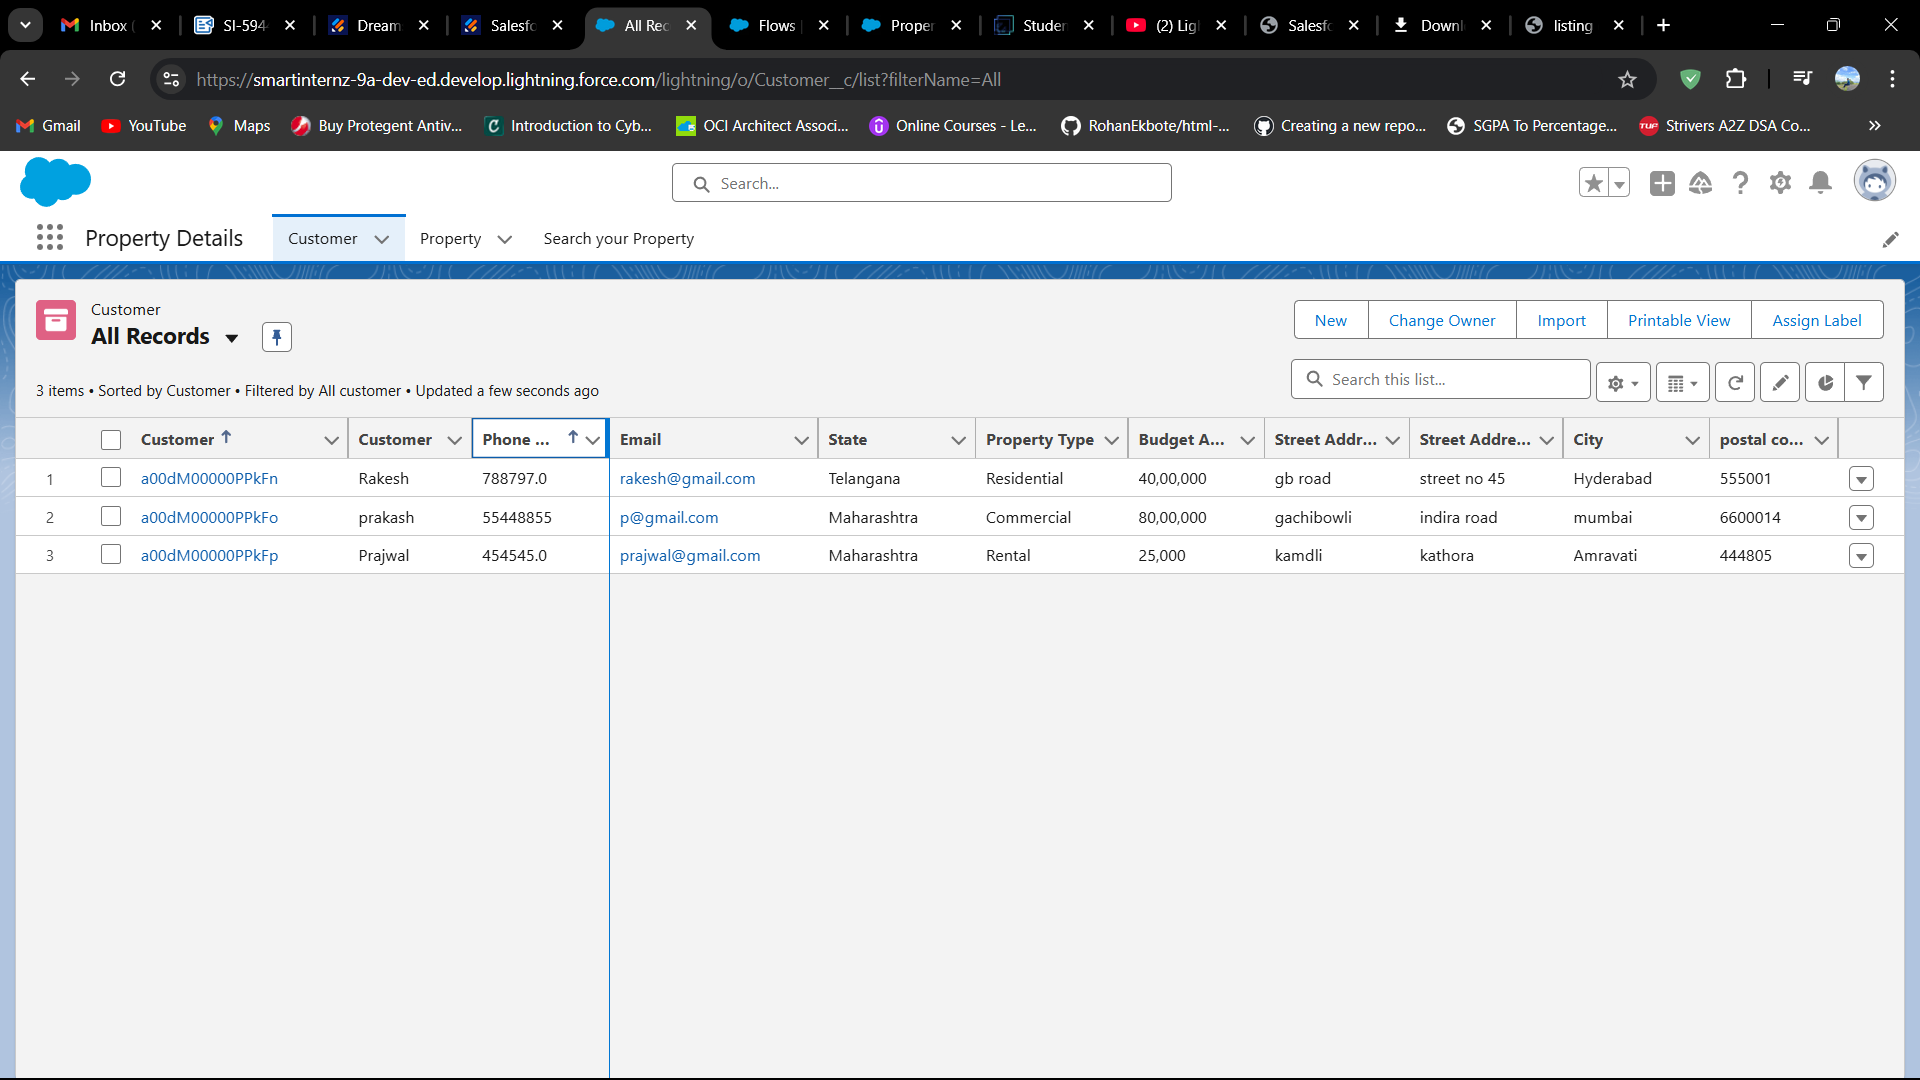 Inbox (
SI-594
Dream
Salesfo
All Rec
Flows
Proper
Studen
(2) Lig
Salesfo
Downl
listing
https://smartinternz-9a-dev-ed.develop.lightning.force.com/lightning/o/Customer__c/list?filterName=All
Gmail
YouTube
Maps
Buy Protegent Antiv...
Introduction to Cyb...
OCI Architect Associ...
Online Courses - Le...
RohanEkbote/html-...
Creating a new repo...
SGPA To Percentage...
TUF
Strivers A2Z DSA Co...
Search...
Property Details
Customer
Property
Search your Property
Customer
All Records
New
Change Owner
Import
Printable View
Assign Label
3 items • Sorted by Customer • Filtered by All customer • Updated a few seconds ago
Search this list...
Customer Customer Phone ... Email State Property Type Budget A... Street Addr... Street Addre... City postal co...
1 a00dM00000PPkFn Rakesh 788797.0 rakesh@gmail.com Telangana Residential 40,00,000 gb road street no 45 Hyderabad 555001
2 a00dM00000PPkFo prakash 55448855 p@gmail.com Maharashtra Commercial 80,00,000 gachibowli indira road mumbai 6600014
3 a00dM00000PPkFp Prajwal 454545.0 prajwal@gmail.com Maharashtra Rental 25,000 kamdli kathora Amravati 444805